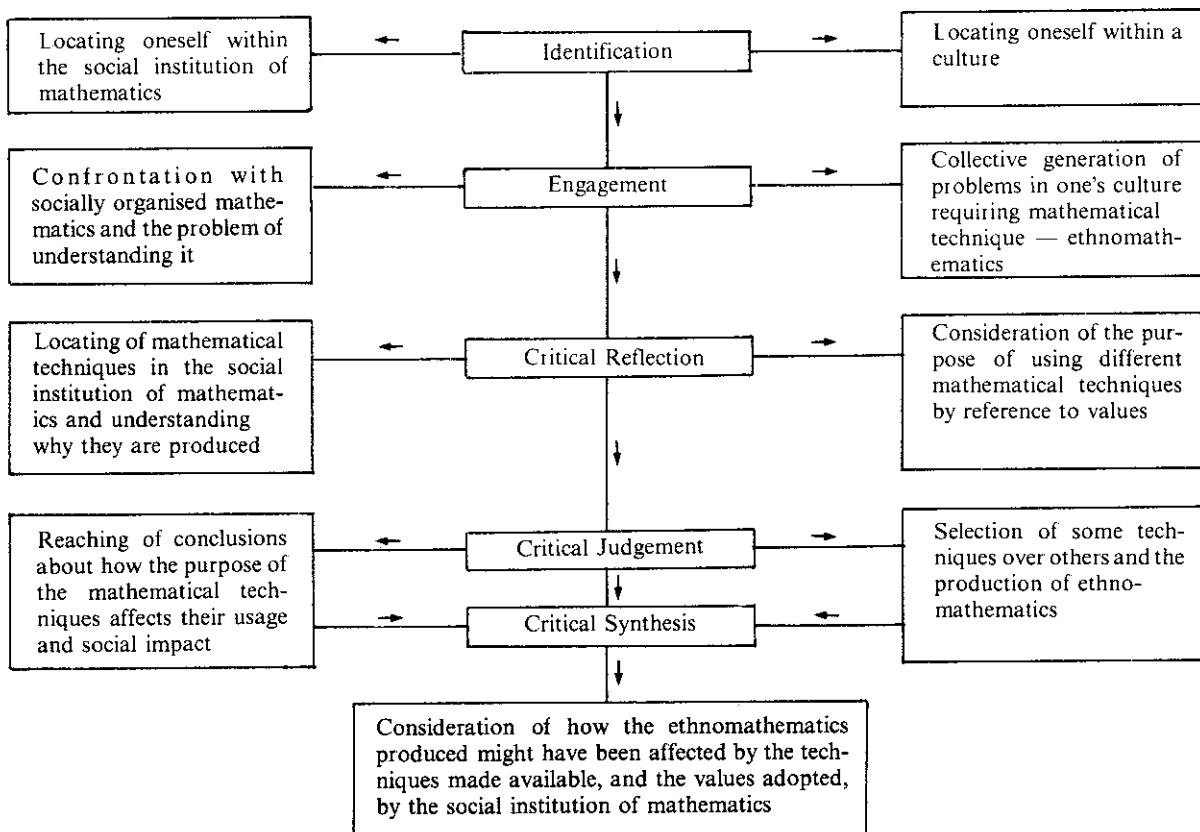 Locating oneself within
the social institution of
mathematics
Identification
Locating oneself within a
culture
Confrontation with
socially organised mathe-
matics and the problem of
understanding it
Engagement
Collective generation of
problems in one's culture
requiring mathematical
technique — ethnomath-
ematics
Locating of mathematical
techniques in the social
institution of mathemat-
ics and understanding
why they are produced
Critical Reflection
Consideration of the pur-
pose of using different
mathematical techniques
by reference to values
Reaching of conclusions
about how the purpose of
the mathematical tech-
niques affects their usage
and social impact
Critical Judgement
Critical Synthesis
Selection of some tech-
niques over others and the
production of ethno-
mathematics
Consideration of how the ethnomathematics
produced might have been affected by the tech-
niques made available, and the values adopted,
by the social institution of mathematics